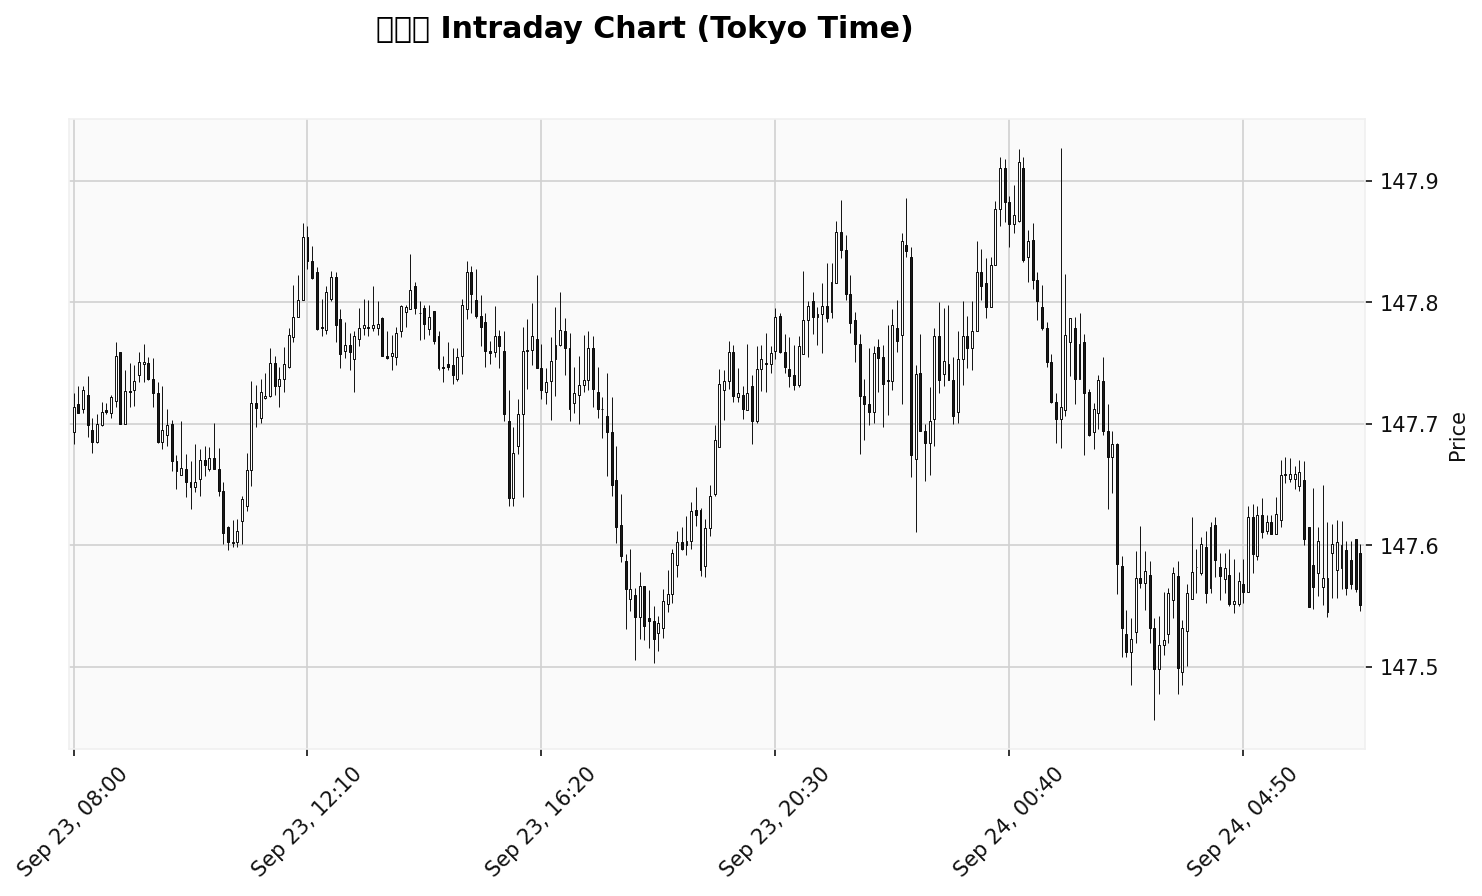 Intraday Chart (Tokyo Time)
147.9
147.8
147.7
147.6
147.5
Price
Sep 23, 08:00
Sep 23, 12:10
Sep 23, 16:20
Sep 23, 20:30
Sep 24, 00:40
Sep 24, 04:50